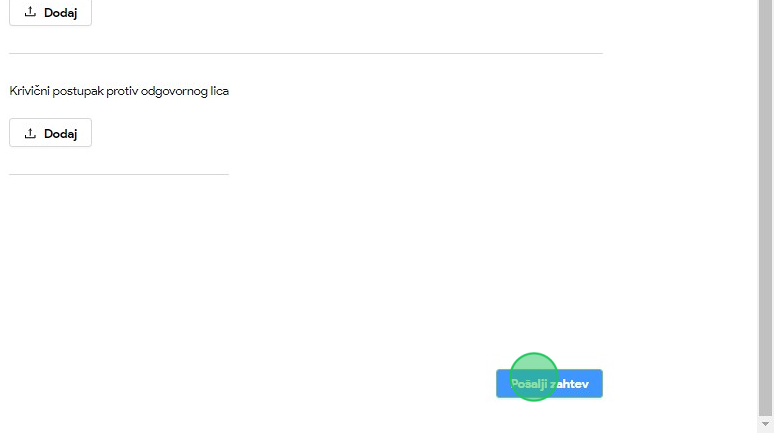 Dodaj
Krivični postupak protiv odgovornog lica
Dodaj
Pošalji zahtev